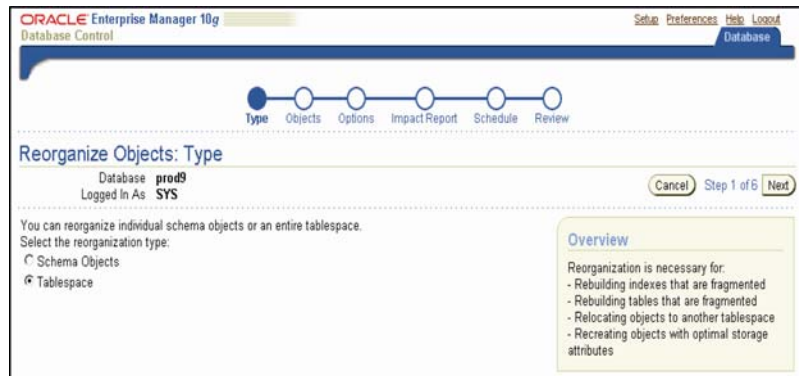 ORACLE Enterprise Manager 10g
Database Control
Setup Preferences Help Logout
Database
Type Objects Options Impact Report Schedule Review
Reorganize Objects: Type
Database prod9
Logged In As SYS
Cancel Step 1 of 6 Next
You can reorganize individual schema objects or an entire tablespace.
Select the reorganization type:
Schema Objects
Tablespace
Overview
Reorganization is necessary for:
- Rebuilding indexes that are fragmented
- Rebuilding tables that are fragmented
- Relocating objects to another tablespace
- Recreating objects with optimal storage
attributes